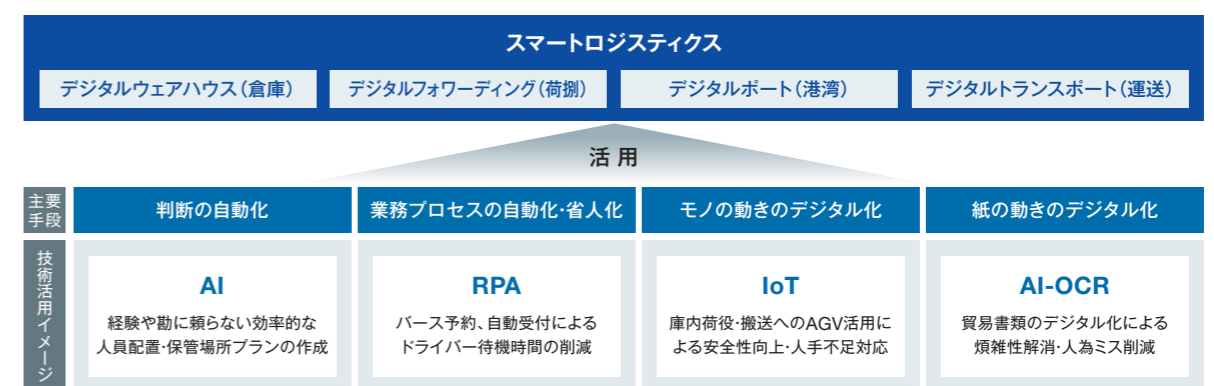 スマートロジスティクス
デジタルウェアハウス（倉庫）
デジタルフォワーディング（荷捌）
デジタルポート（港湾）
デジタルトランスポート（運送）
活用
主要
手段
判断の自動化
業務プロセスの自動化・省人化
モノの動きのデジタル化
紙の動きのデジタル化
技術活用イメージ
AI
経験や勘に頼らない効率的な
人員配置・保管場所プランの作成
RPA
バース予約、自動受付による
ドライバー待機時間の削減
IoT
庫内荷役・搬送へのAGV活用に
よる安全性向上・人手不足対応
AI-OCR
貿易書類のデジタル化による
煩雑性解消・人為ミス削減